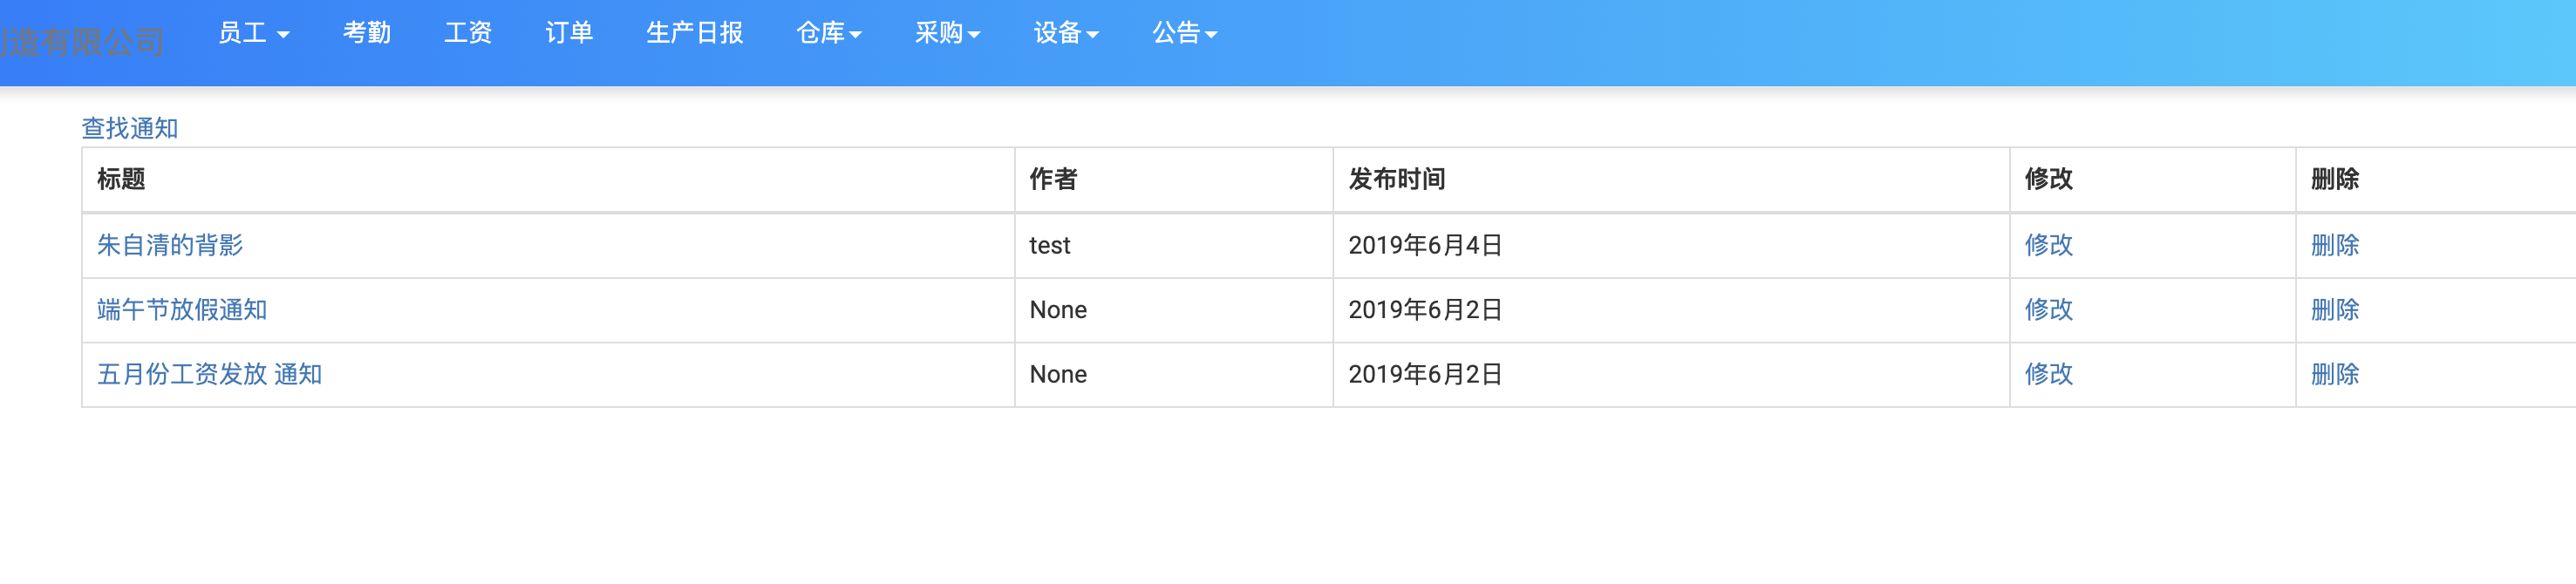 造有限公司 员工 考勤 工资 订单 生产日报 仓库 采购 设备 公告
查找通知
标题 作者 发布时间 修改 删除
朱自清的背影 test 2019年6月4日 修改 删除
端午节放假通知 None 2019年6月2日 修改 删除
五月份工资发放 通知 None 2019年6月2日 修改 删除